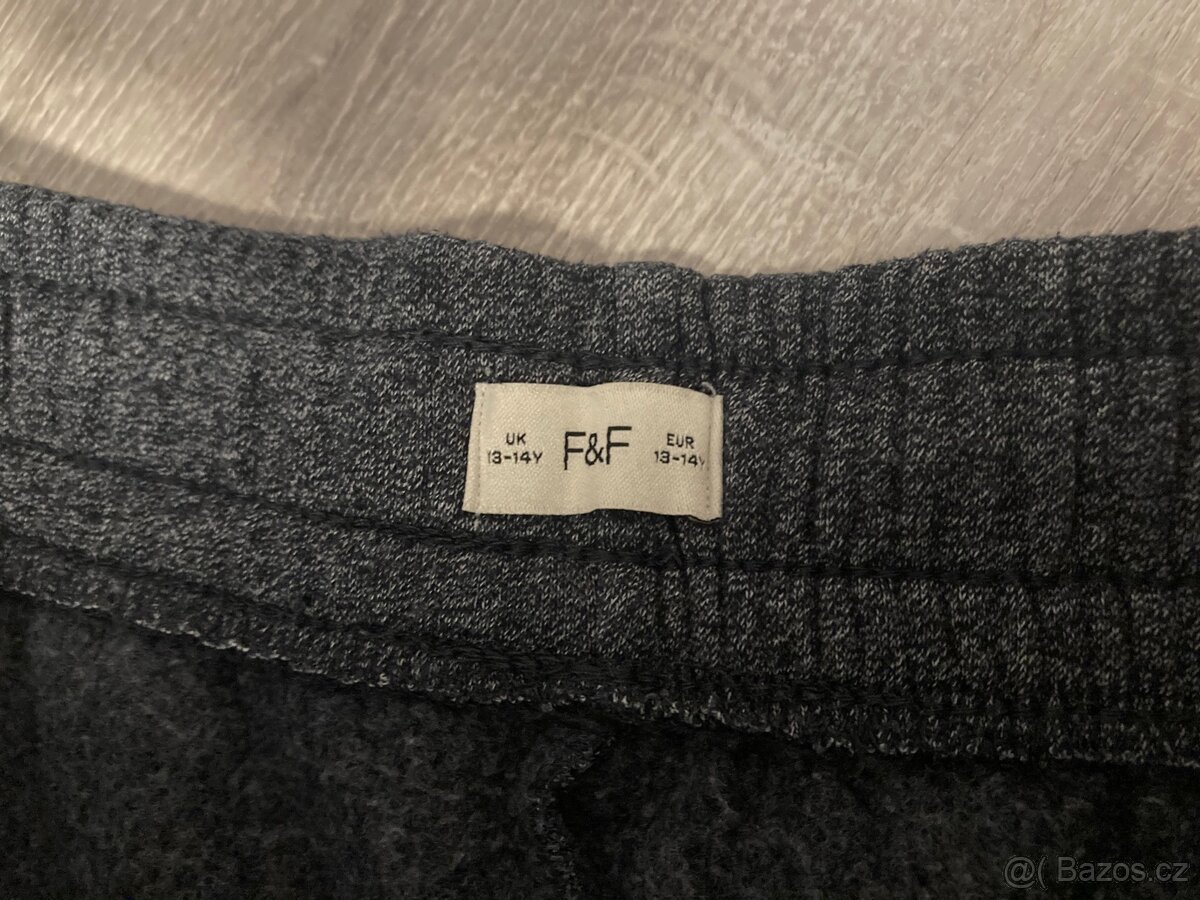 UK
13-14Y
F&F
EUR
13-14Y
@( Bazos.cz